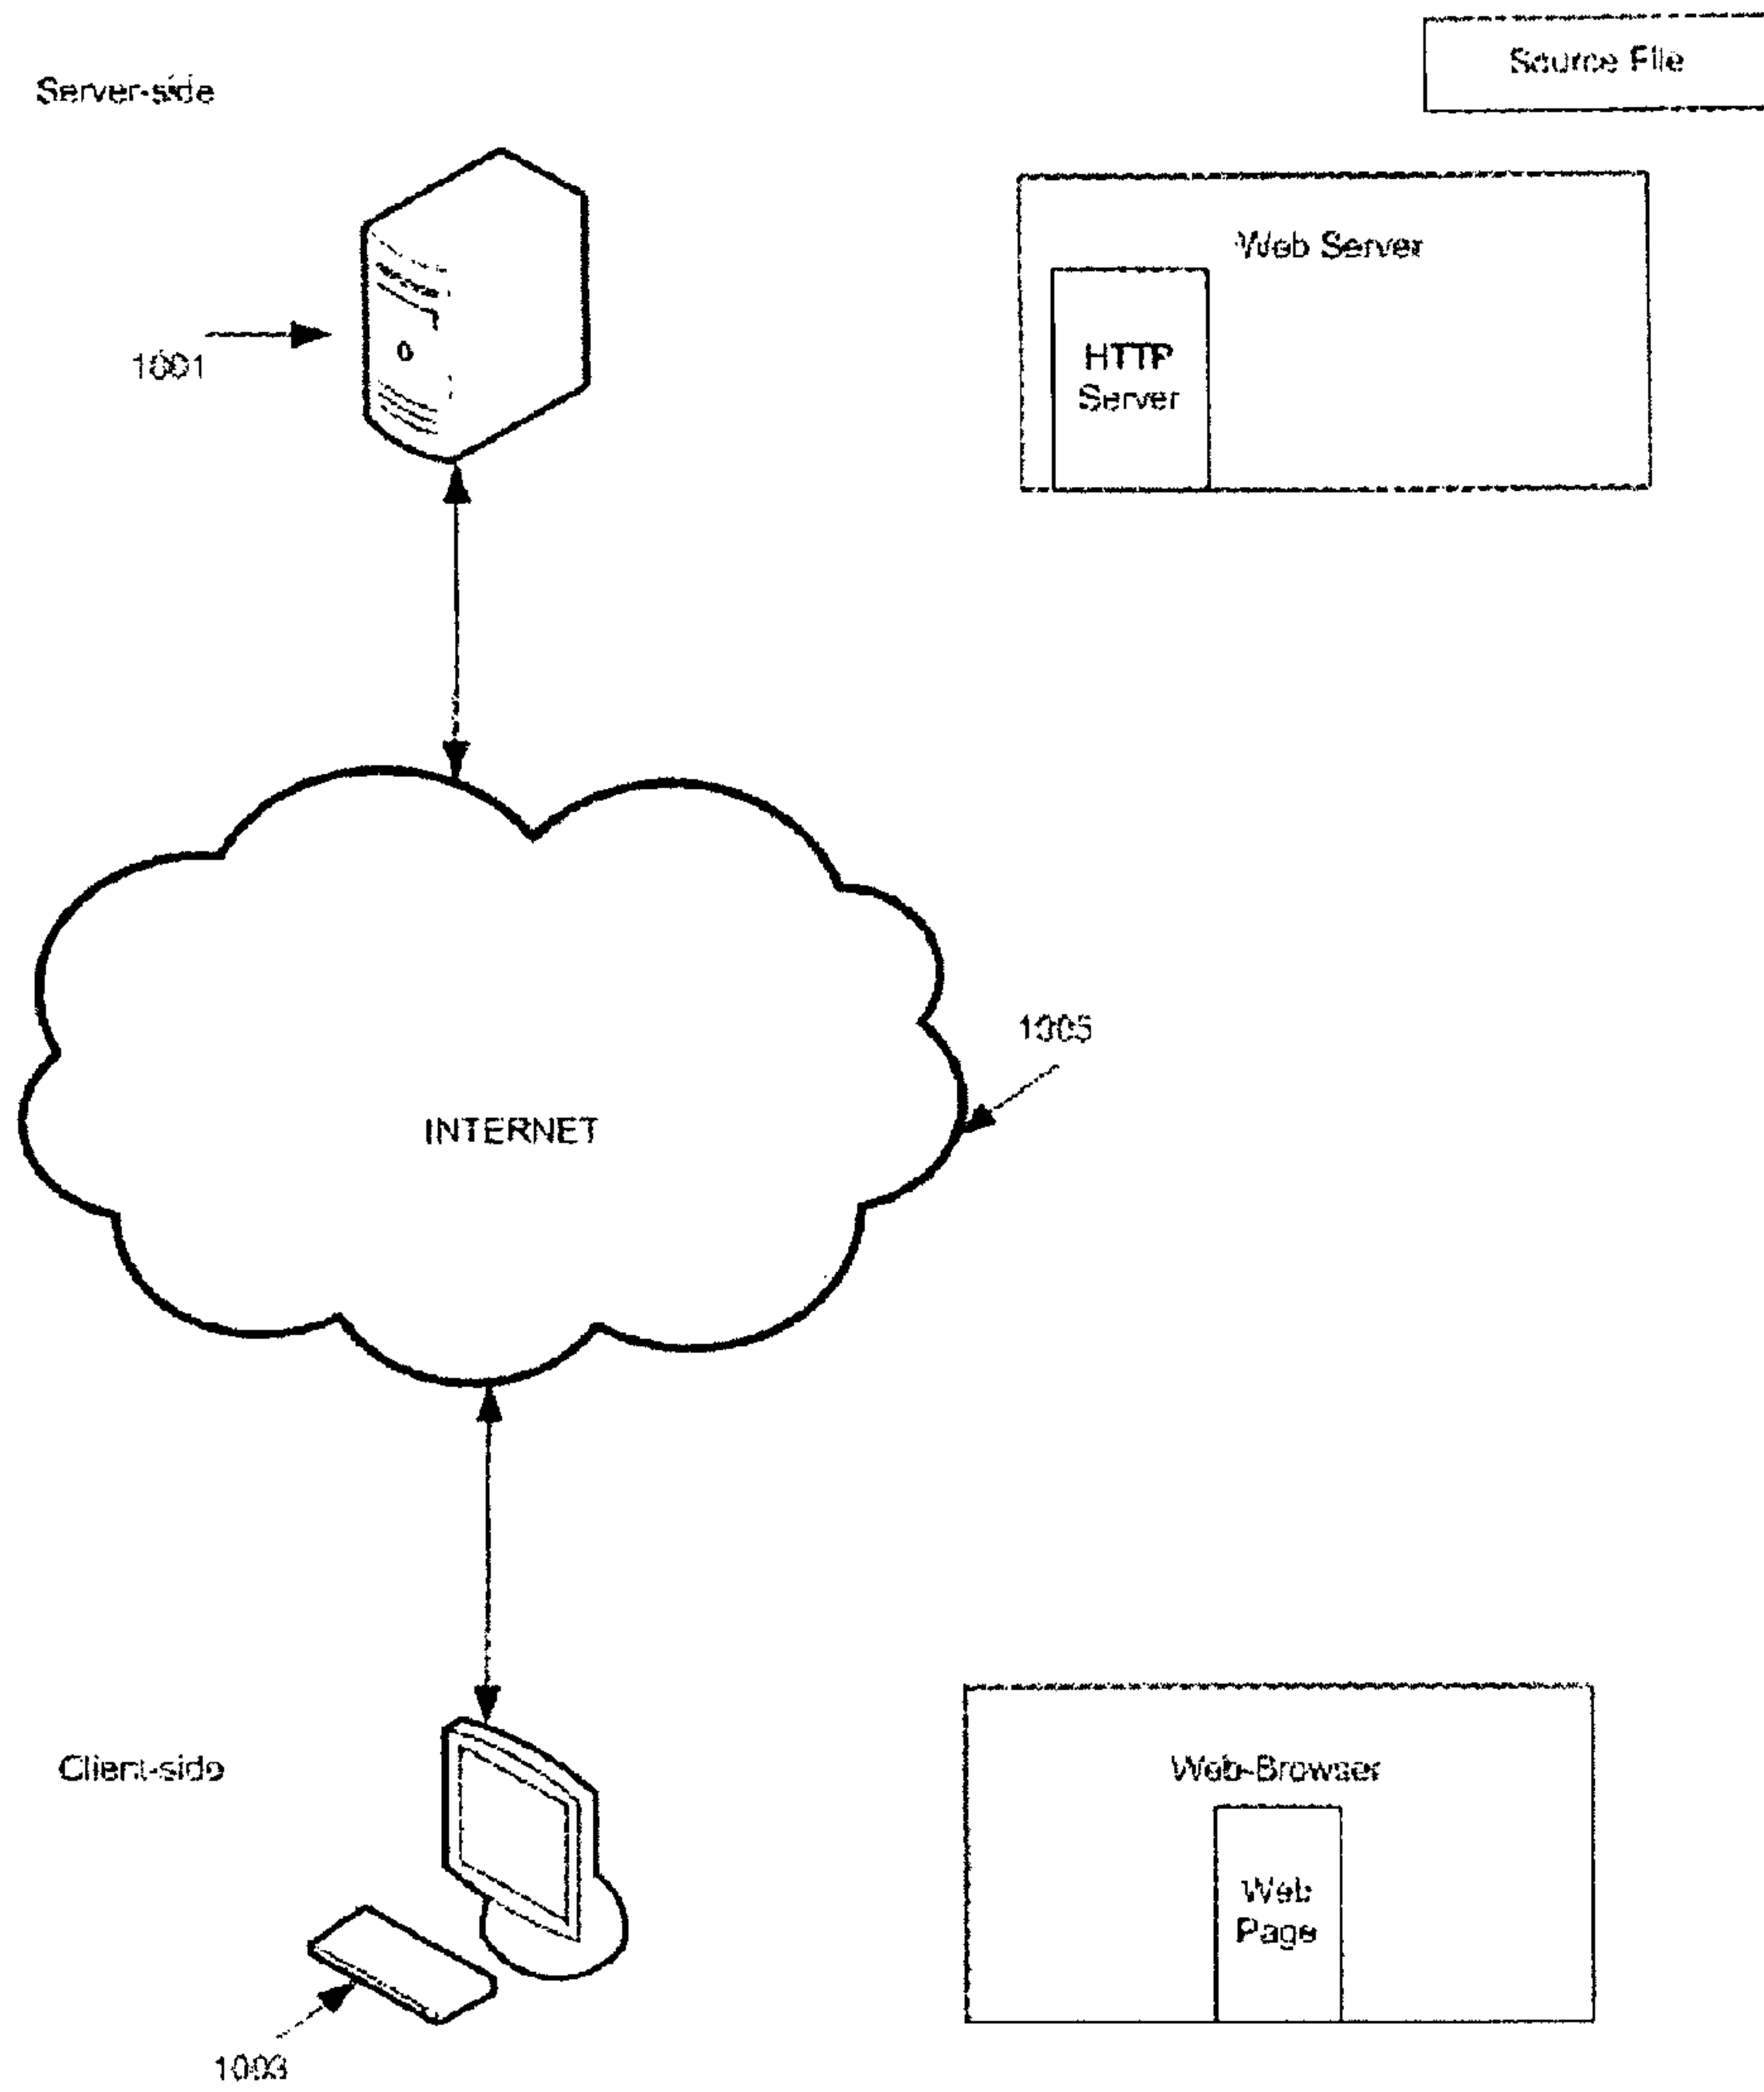 Source File
Server-side
Web Server
HTTP
Server
1001
1005
INTERNET
Client-side
Web-Browser
Web
Page
1003